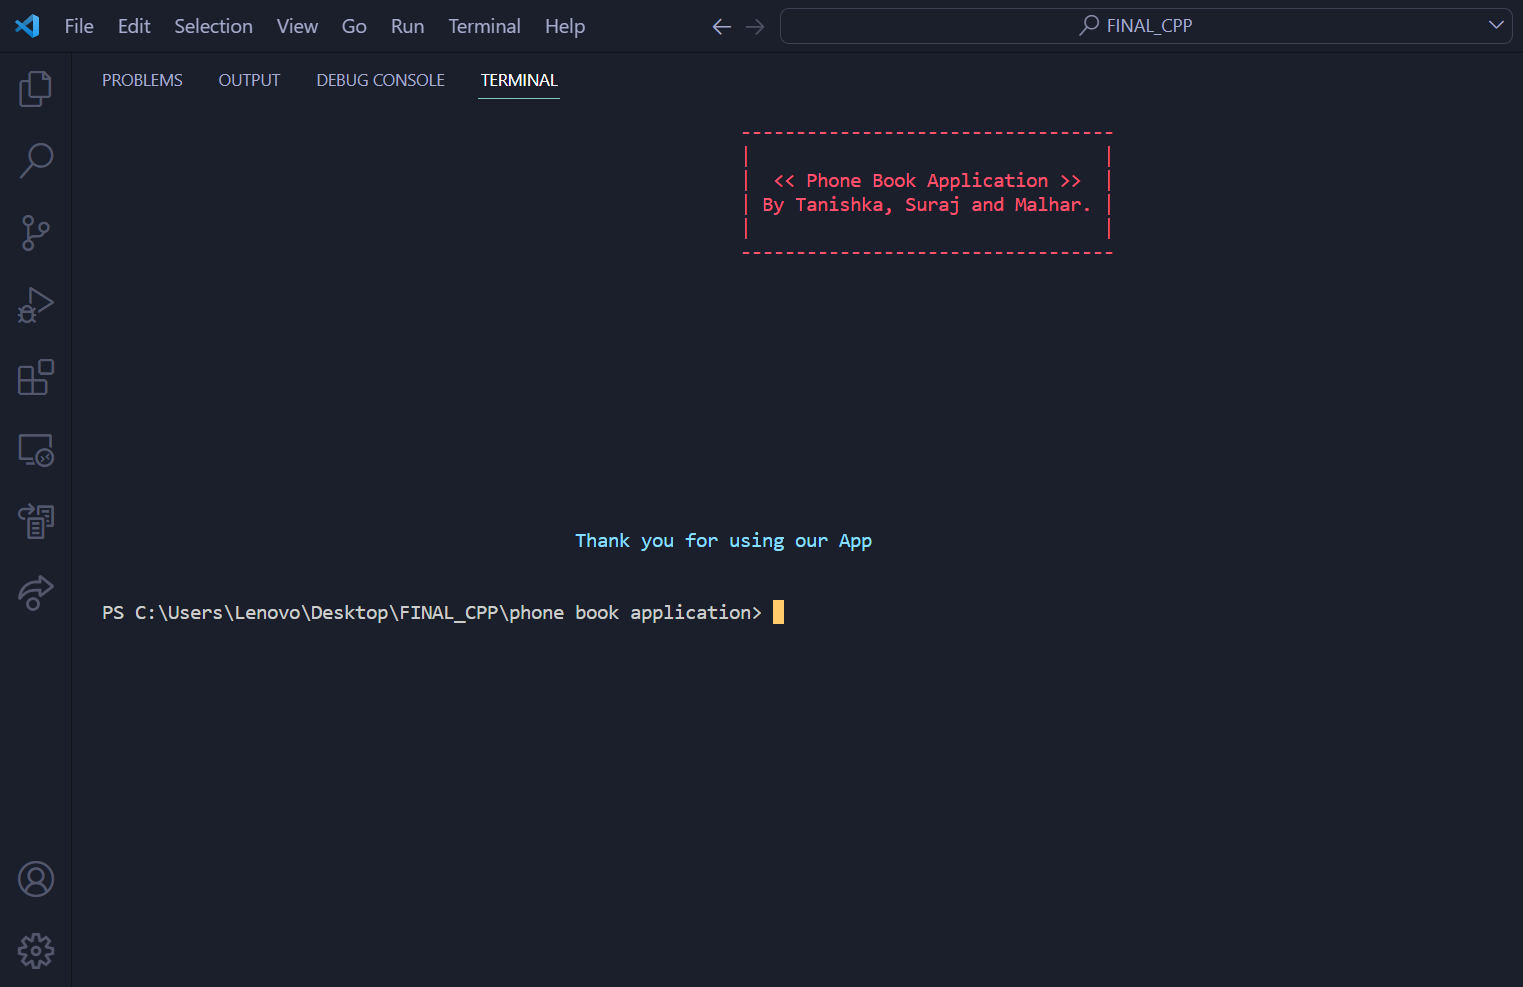 File Edit Selection View Go Run Terminal Help FINAL_CPP
PROBLEMS OUTPUT DEBUG CONSOLE TERMINAL
----------------------------------
| |
| << Phone Book Application >> |
| By Tanishka, Suraj and Malhar. |
| |
----------------------------------
Thank you for using our App
PS C:\Users\Lenovo\Desktop\FINAL_CPP\phone book application>